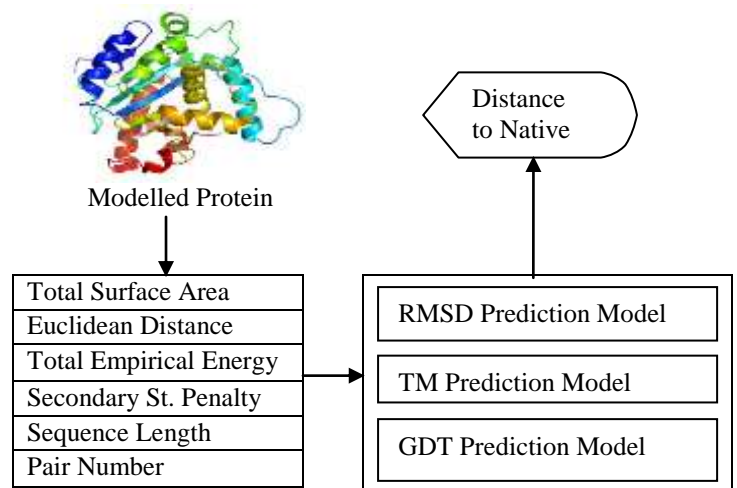 Distance
to Native
Modelled Protein
Total Surface Area
Euclidean Distance
Total Empirical Energy
Secondary St. Penalty
Sequence Length
Pair Number
RMSD Prediction Model
TM Prediction Model
GDT Prediction Model